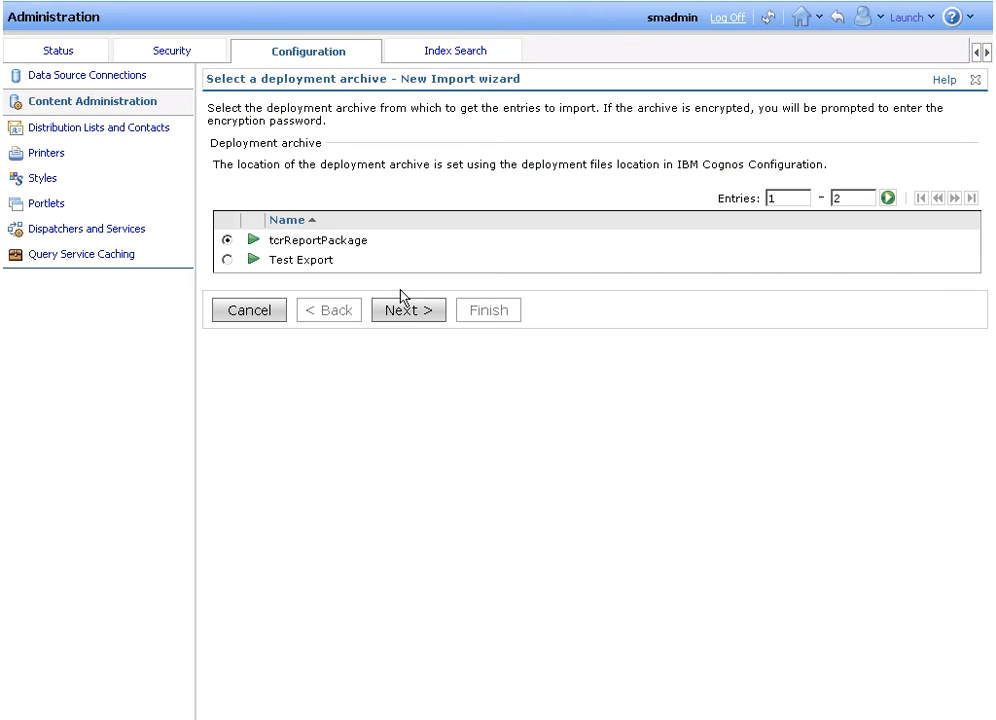 Administration
smadmin Log Off Launch
Status Security Configuration Index Search
Data Source Connections
Content Administration
Distribution Lists and Contacts
Printers
Styles
Portlets
Dispatchers and Services
Query Service Caching
Select a deployment archive - New Import wizard
Help
Select the deployment archive from which to get the entries to import. If the archive is encrypted, you will be prompted to enter the
encryption password.
Deployment archive
The location of the deployment archive is set using the deployment files location in IBM Cognos Configuration.
Entries: 1 - 2
Name
tcrReportPackage
Test Export
Cancel < Back Next > Finish